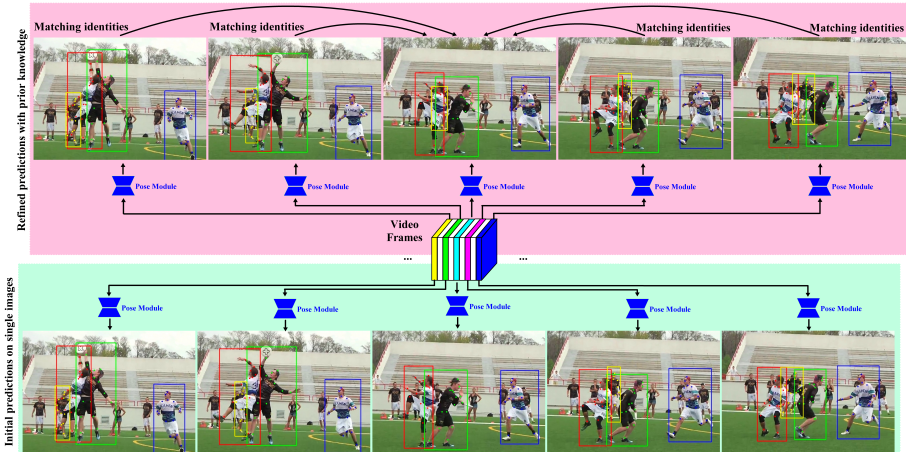 Refined predictions with prior knowledge
Matching identities
Matching identities
Matching identities
Matching identities
Pose Module
Pose Module
Pose Module
Pose Module
Pose Module
Video
Frames
...
...
Initial predictions on single images
Pose Module
Pose Module
Pose Module
Pose Module
Pose Module